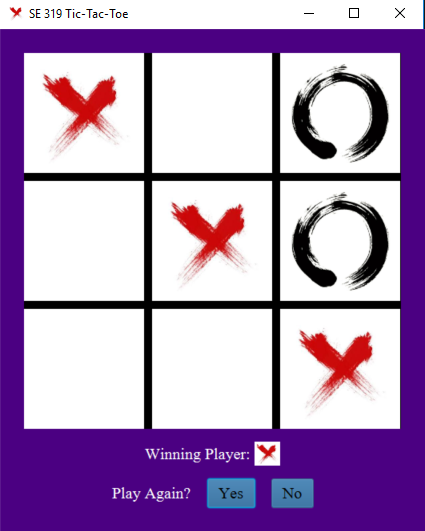 SE 319 Tic-Tac-Toe
Winning Player:
Play Again? Yes No